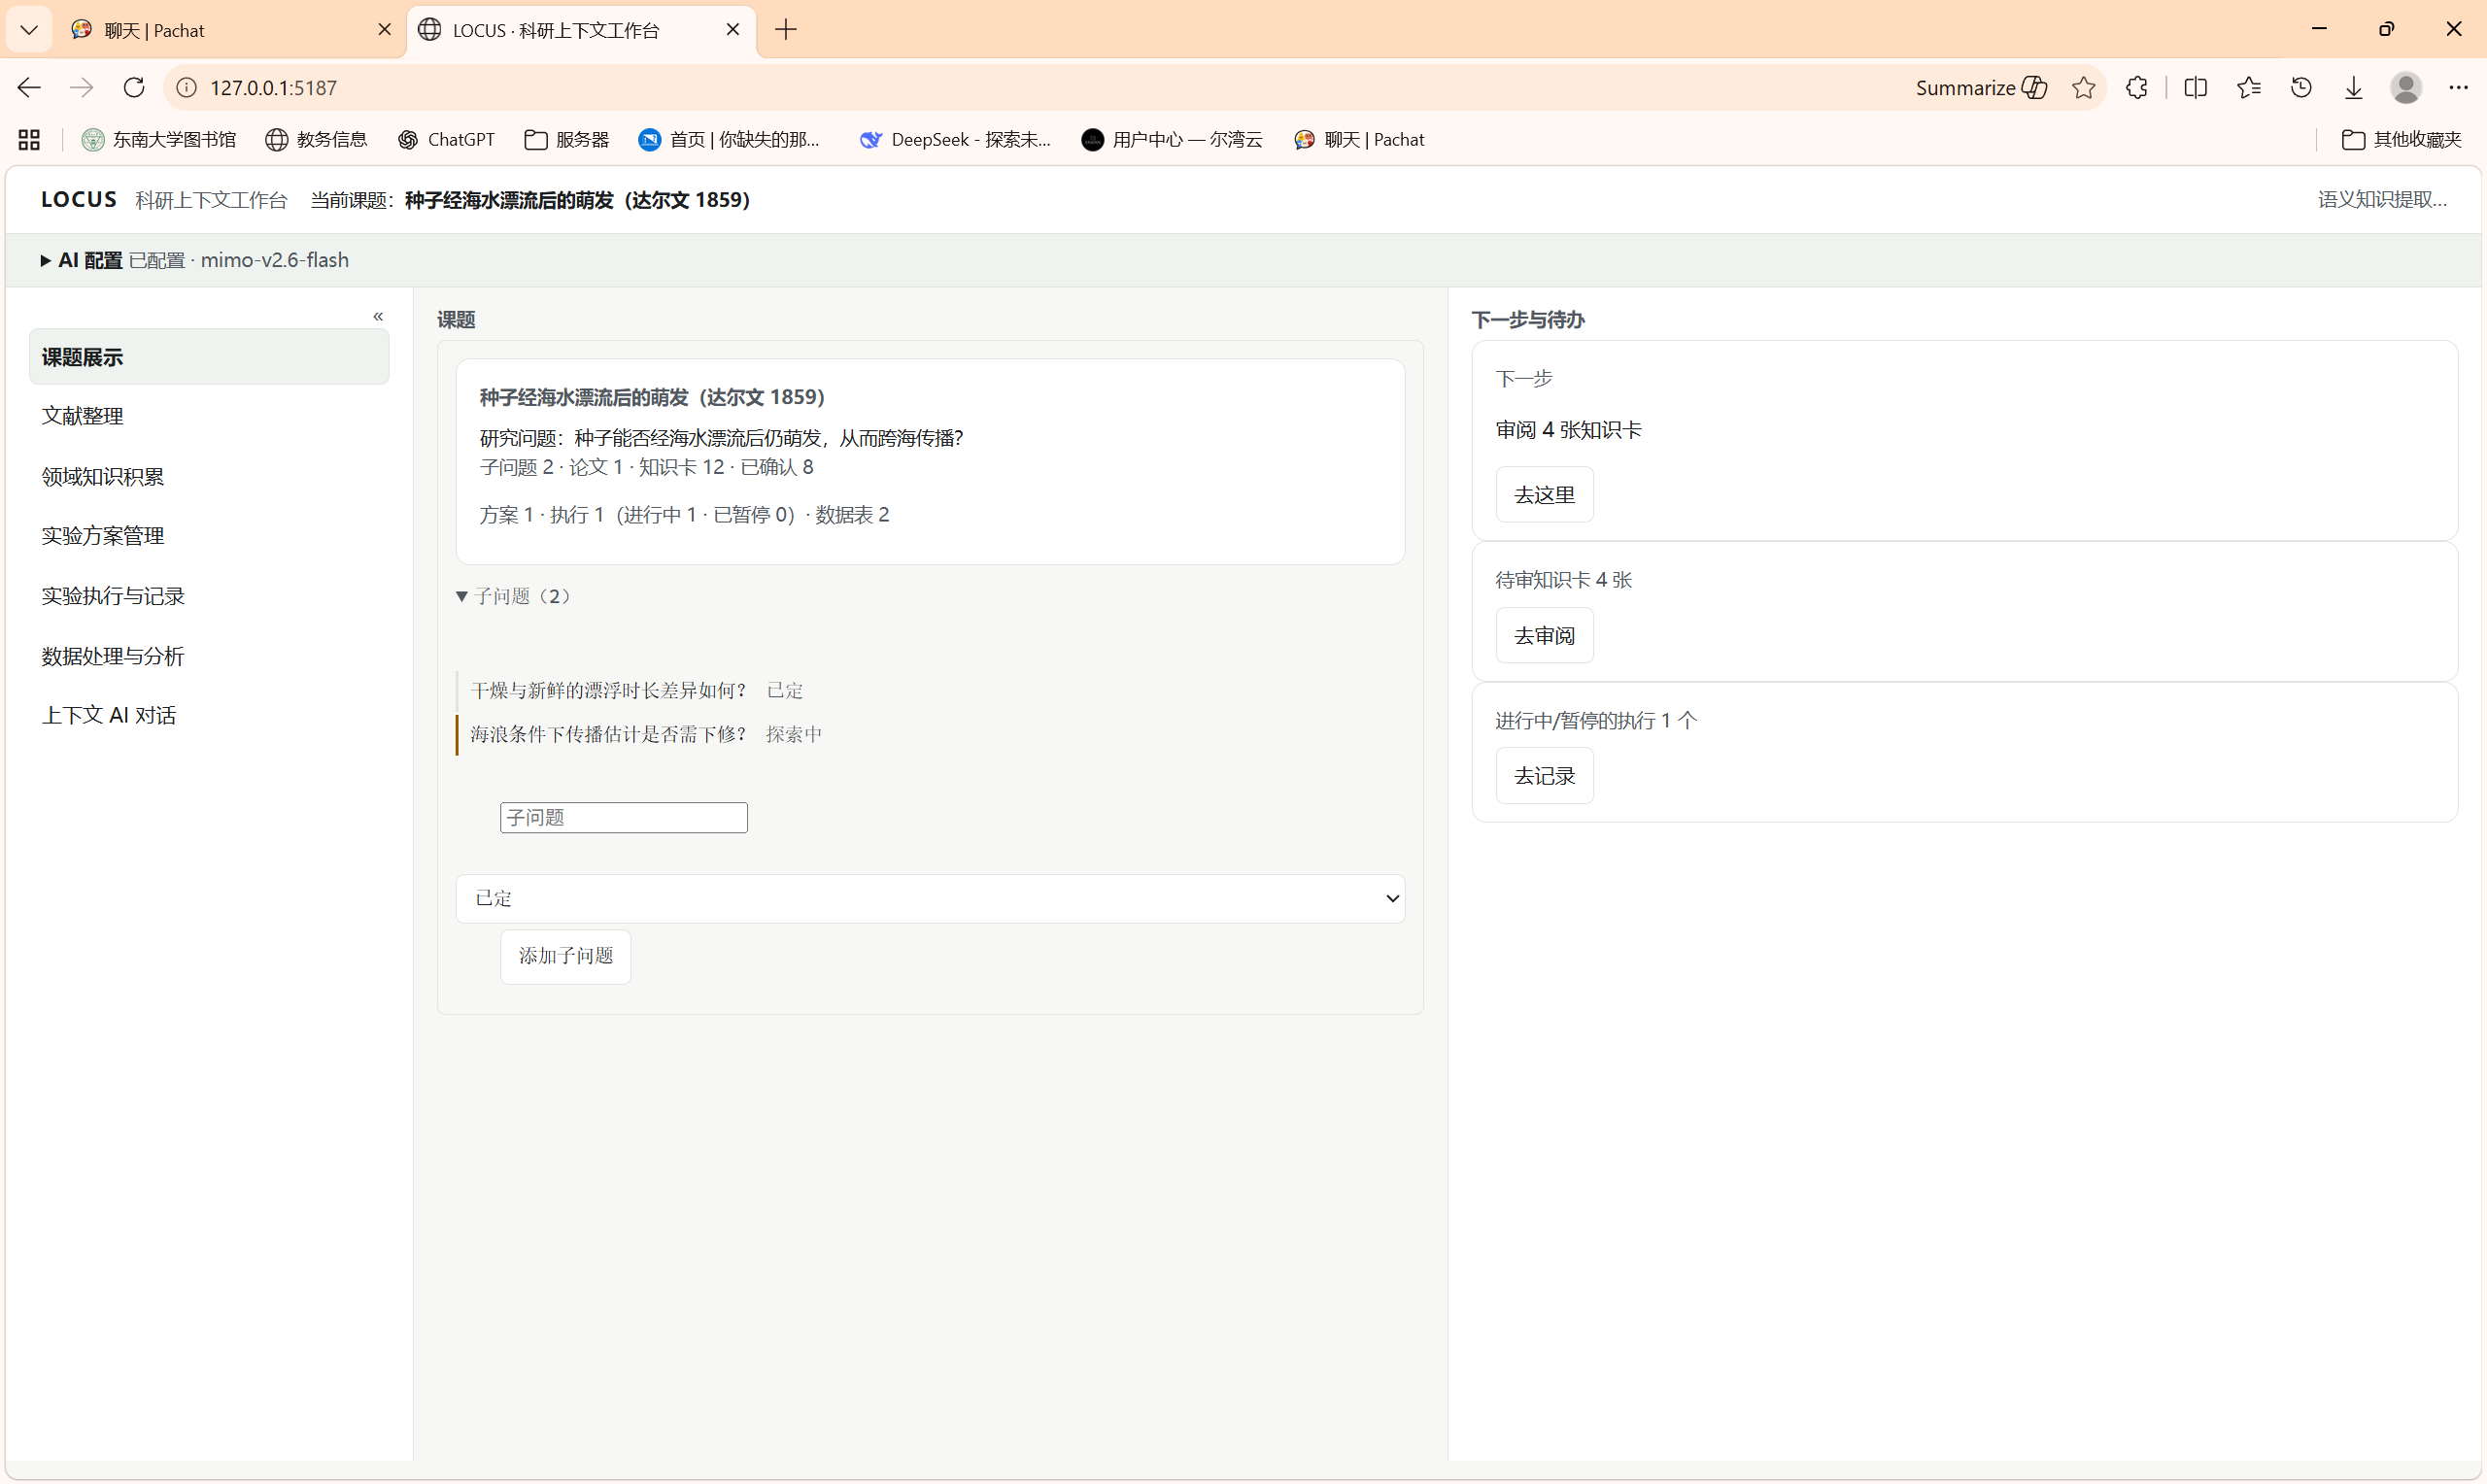 聊天 | Pachat
LOCUS · 科研上下文工作台
127.0.0.1:5187
Summarize
东南大学图书馆
教务信息
ChatGPT
服务器
首页 | 你缺失的那...
DeepSeek - 探索未...
用户中心 — 尔湾云
聊天 | Pachat
其他收藏夹
LOCUS 科研上下文工作台 当前课题：种子经海水漂流后的萌发（达尔文 1859）
语义知识提取...
▶ AI 配置 已配置 · mimo-v2.6-flash
«
课题展示
文献整理
领域知识积累
实验方案管理
实验执行与记录
数据处理与分析
上下文 AI 对话
课题
种子经海水漂流后的萌发（达尔文 1859）
研究问题：种子能否经海水漂流后仍萌发，从而跨海传播？
子问题 2 · 论文 1 · 知识卡 12 · 已确认 8
方案 1 · 执行 1（进行中 1 · 已暂停 0）· 数据表 2
▼ 子问题（2）
干燥与新鲜的漂浮时长差异如何？ 已定
海浪条件下传播估计是否需下修？ 探索中
子问题
已定
添加子问题
下一步与待办
下一步
审阅 4 张知识卡
去这里
待审知识卡 4 张
去审阅
进行中/暂停的执行 1 个
去记录